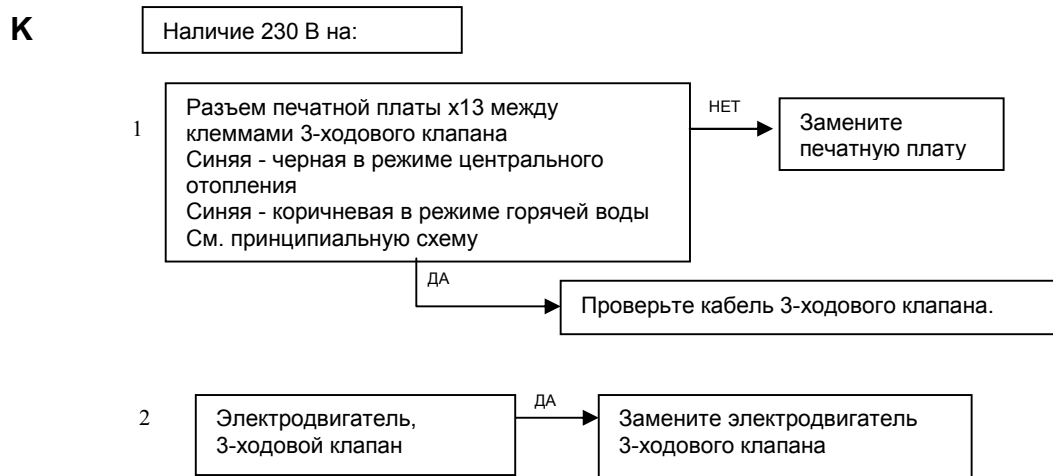 K
Наличие 230 В на:
1
Разъем печатной платы x13 между
клеммами 3-ходового клапана
Синяя - черная в режиме центрального
отопления
Синяя - коричневая в режиме горячей воды
См. принципиальную схему
НЕТ
Замените
печатную плату
ДА
Проверьте кабель 3-ходового клапана.
2
Электродвигатель,
3-ходовой клапан
ДА
Замените электродвигатель
3-ходового клапана